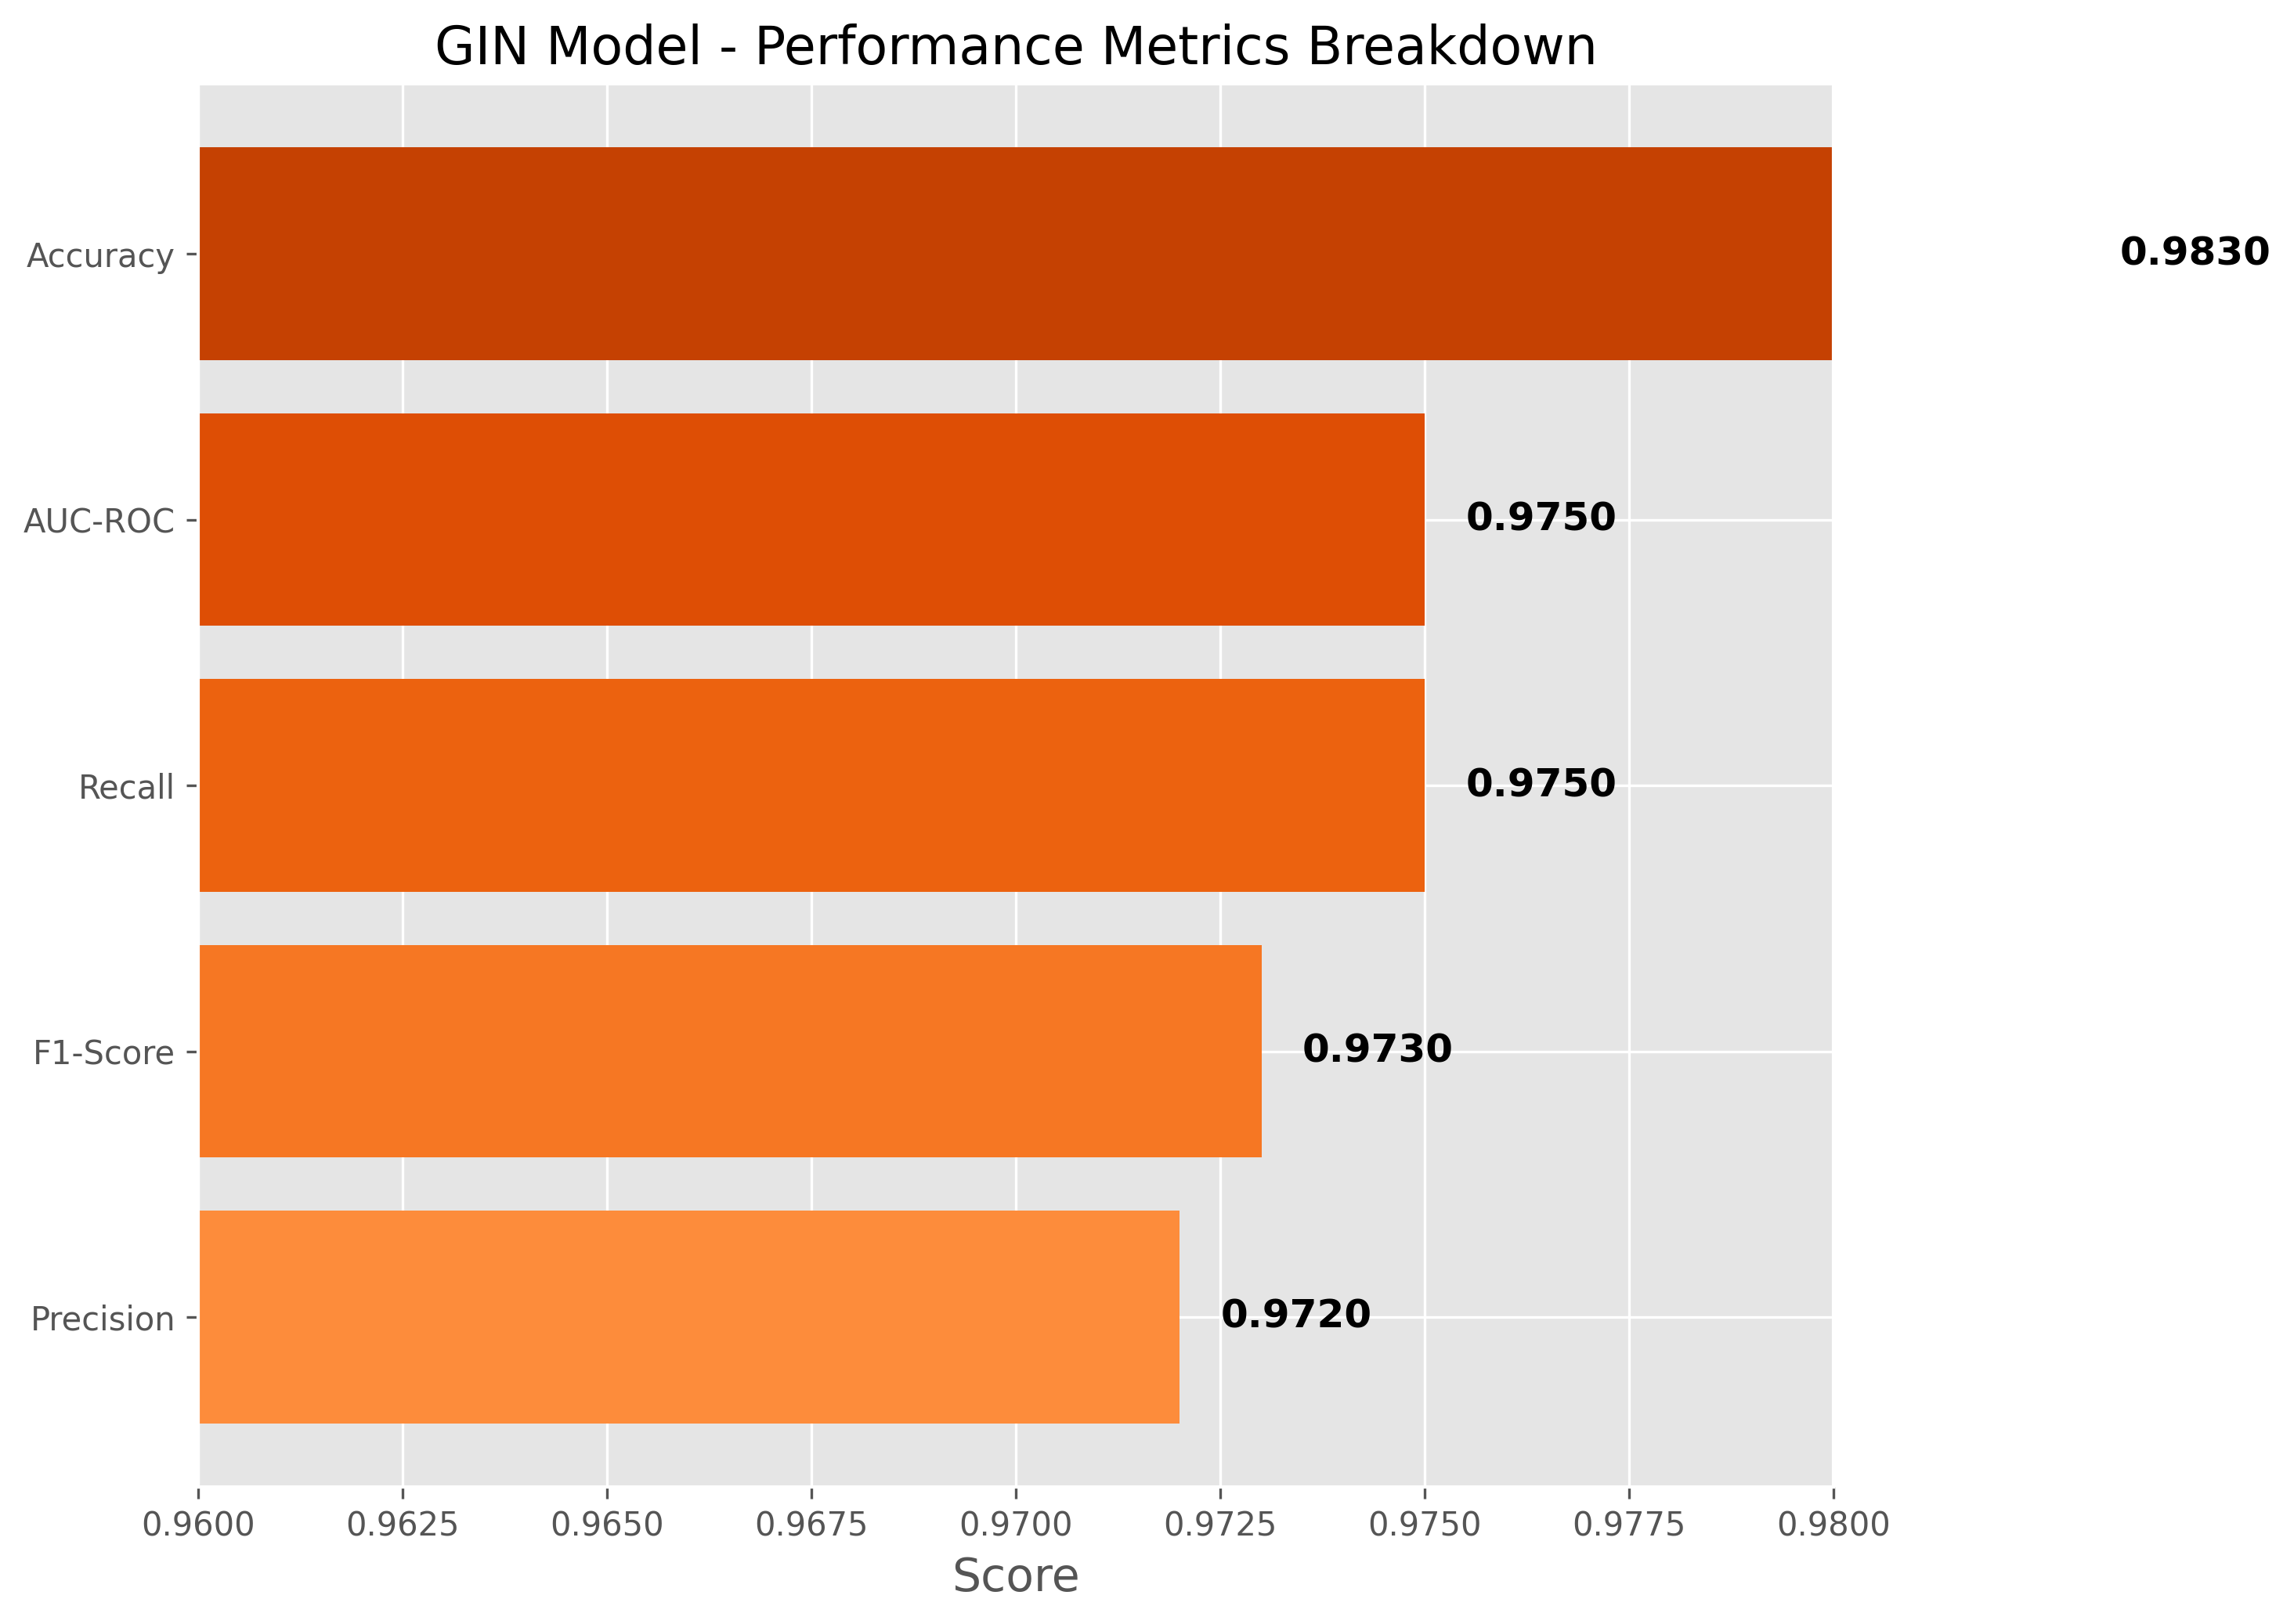 GIN Model - Performance Metrics Breakdown
Accuracy
0.9830
AUC-ROC
0.9750
Recall
0.9750
F1-Score
0.9730
Precision
0.9720
0.9600 0.9625 0.9650 0.9675 0.9700 0.9725 0.9750 0.9775 0.9800
Score